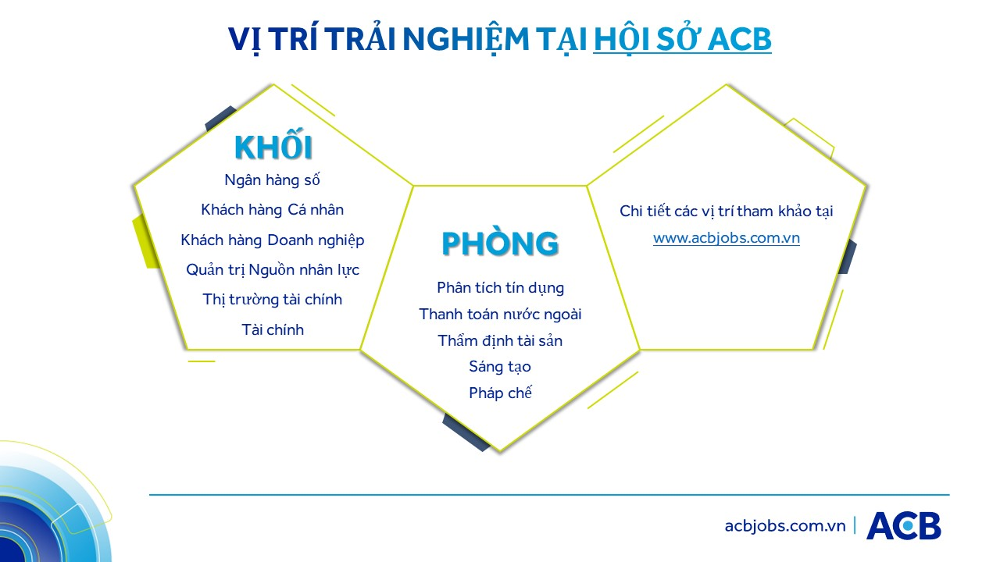 VỊ TRÍ TRẢI NGHIỆM TẠI HỘI SỞ ACB
KHỐI
Ngân hàng số
Khách hàng Cá nhân
Khách hàng Doanh nghiệp
Quản trị Nguồn nhân lực
Thị trường tài chính
Tài chính
PHÒNG
Phân tích tín dụng
Thanh toán nước ngoài
Thẩm định tài sản
Sáng tạo
Pháp chế
Chi tiết các vị trí tham khảo tại
www.acbjobs.com.vn
acbjobs.com.vn | ACB